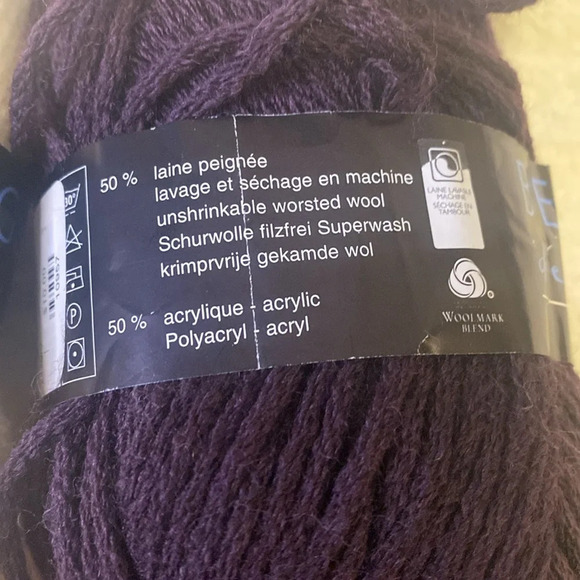 50 % laine peignée
lavage et séchage en machine
unshrinkable worsted wool
Schurwolle filzfrei Superwash
krimprvrije gekamde wol
50 % acrylique - acrylic
Polyacryl - acryl
30°
P
LAINE LAVABLE
MACHINE
SÉCHAGE EN
TAMBOUR
WOOLMARK
BLEND